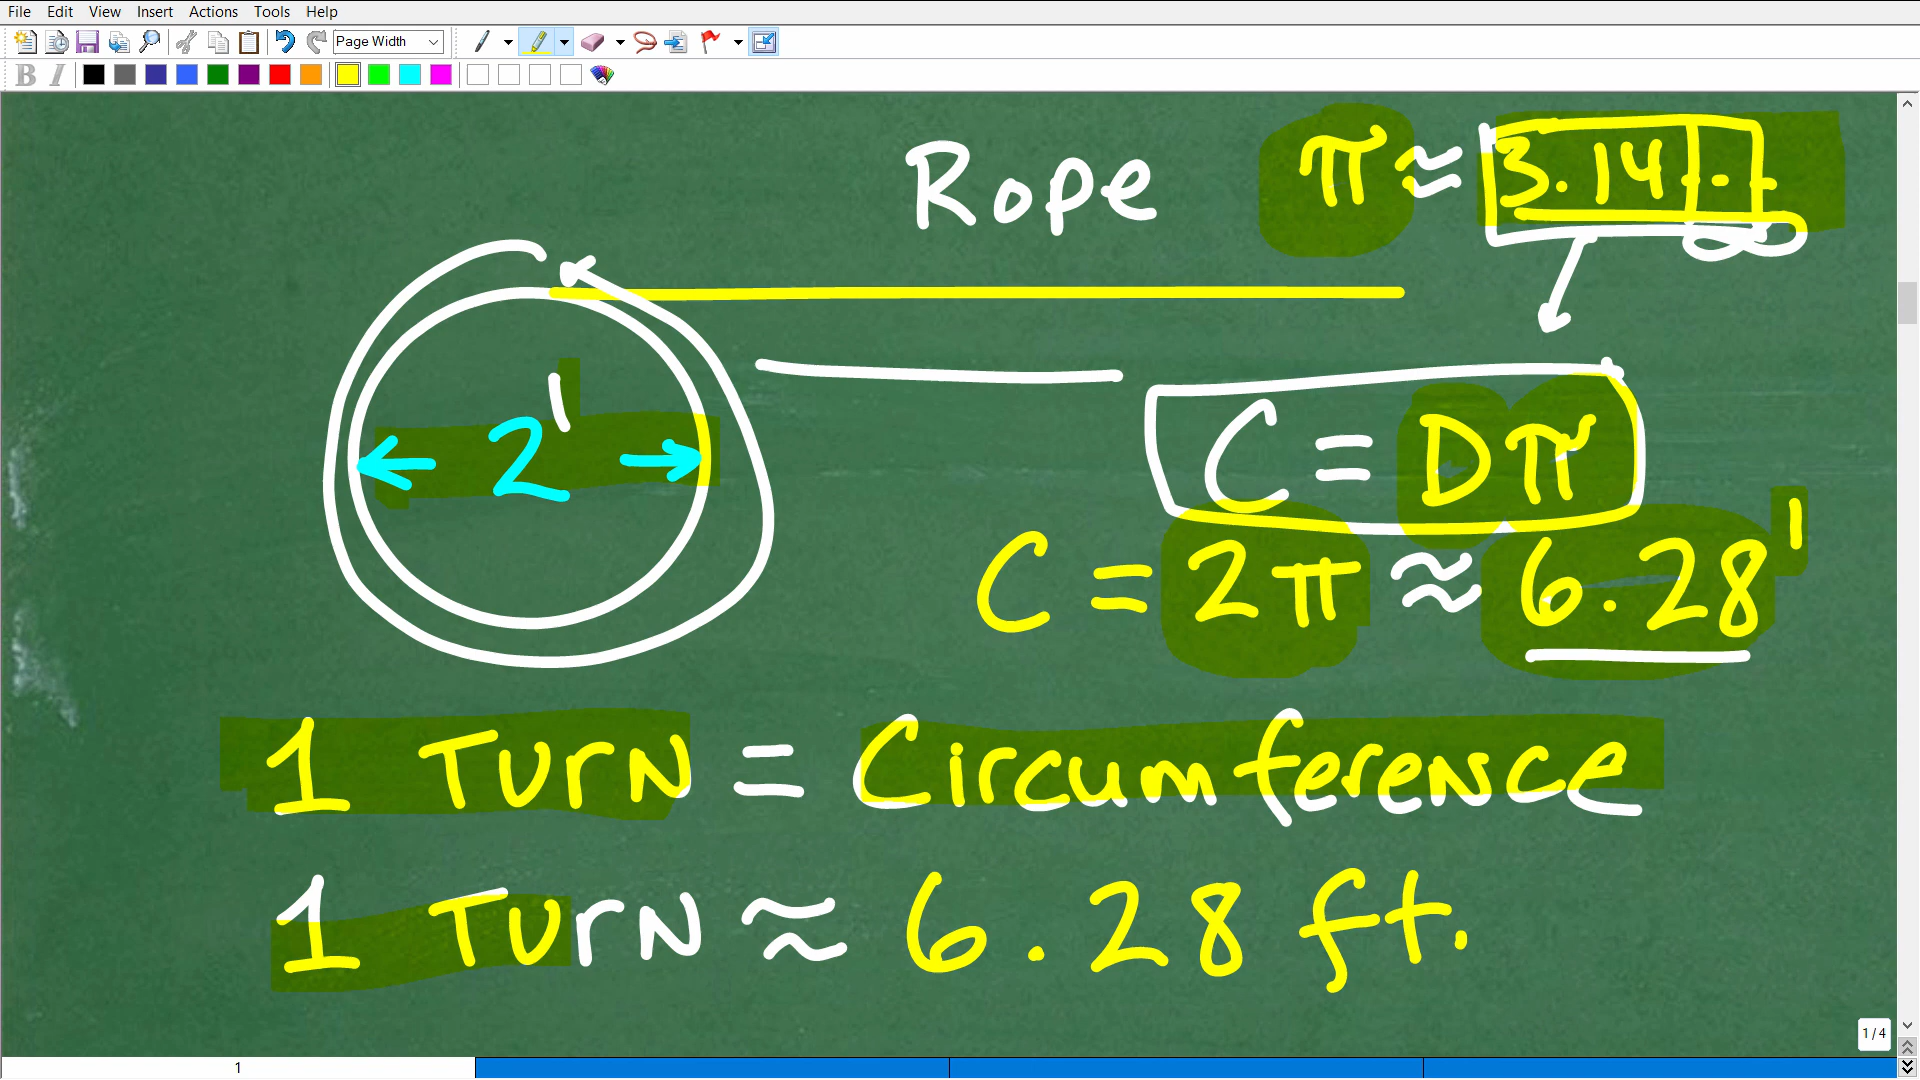 File Edit View Insert Actions Tools Help
Page Width
B I
Rope π ≈ 3.14...
2'
C = Dπ
C = 2π ≈ 6.28'
1 Turn = Circumference
1 Turn ≈ 6.28 ft.
1/4
1